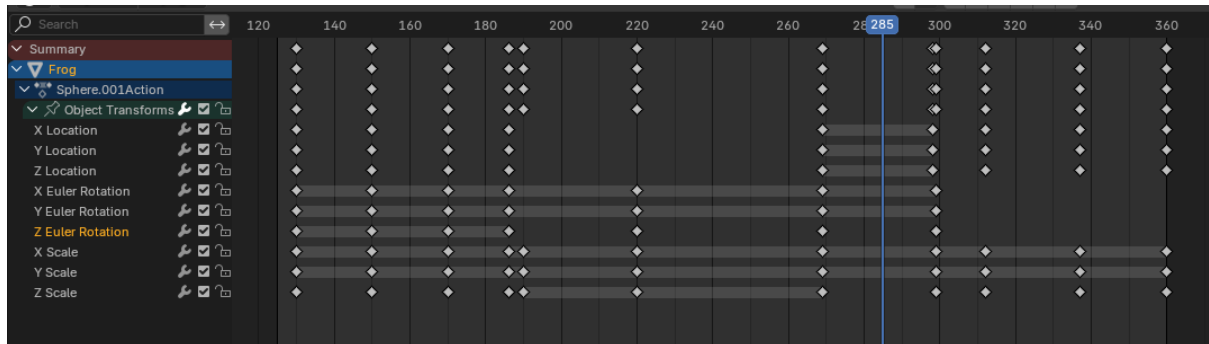 Search 120 140 160 180 200 220 240 260 28 285 300 320 340 360
Summary
Frog
Sphere.001Action
Object Transforms
X Location
Y Location
Z Location
X Euler Rotation
Y Euler Rotation
Z Euler Rotation
X Scale
Y Scale
Z Scale